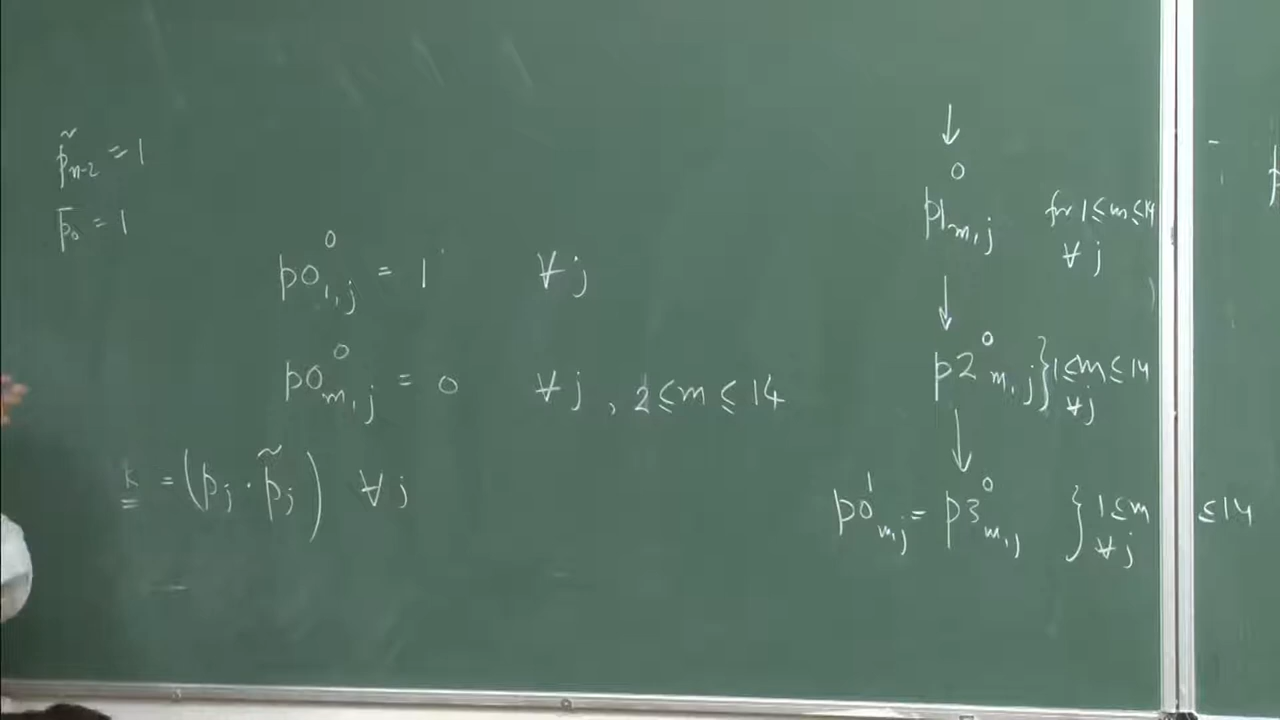 p̃ₙ₋₂ = 1
p̄₀ = 1
p0⁰₁,ⱼ = 1 ∀ j
p0⁰ₘ,ⱼ = 0 ∀ j , 2 ≤ m ≤ 14
k = (pⱼ · p̃ⱼ) ∀ j
↓
p1⁰ₘ,ⱼ for 1 ≤ m ≤ 14
∀ j
↓
p2⁰ₘ,ⱼ } 1 ≤ m ≤ 14
∀ j
↓
p0¹ₘ,ⱼ = p3⁰ₘ,ⱼ } 1 ≤ m ≤ 14
∀ j